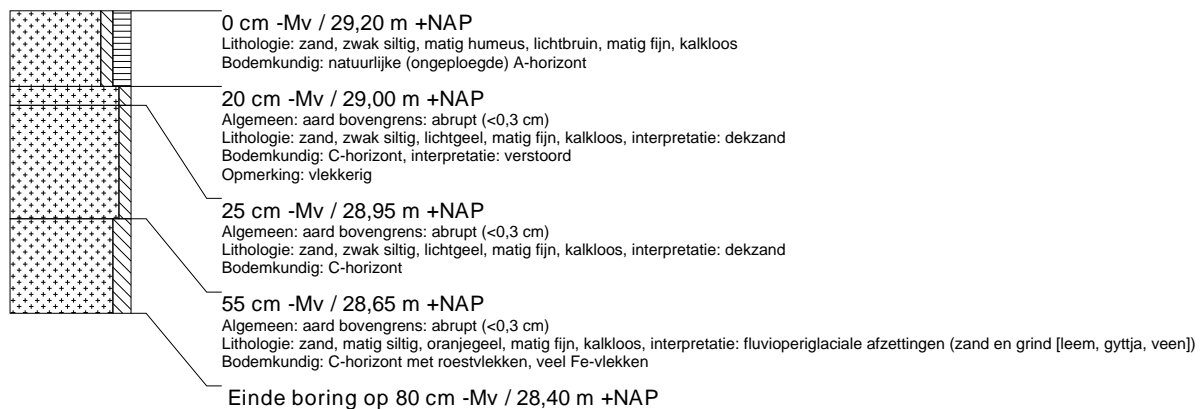 0 cm -Mv / 29,20 m +NAP
Lithologie: zand, zwak siltig, matig humeus, lichtbruin, matig fijn, kalkloos
Bodemkundig: natuurlijke (ongeploegde) A-horizont
20 cm -Mv / 29,00 m +NAP
Algemeen: aard bovengrens: abrupt (<0,3 cm)
Lithologie: zand, zwak siltig, lichtgeel, matig fijn, kalkloos, interpretatie: dekzand
Bodemkundig: C-horizont, interpretatie: verstoord
Opmerking: vlekkerig
25 cm -Mv / 28,95 m +NAP
Algemeen: aard bovengrens: abrupt (<0,3 cm)
Lithologie: zand, zwak siltig, lichtgeel, matig fijn, kalkloos, interpretatie: dekzand
Bodemkundig: C-horizont
55 cm -Mv / 28,65 m +NAP
Algemeen: aard bovengrens: abrupt (<0,3 cm)
Lithologie: zand, matig siltig, oranjegeel, matig fijn, kalkloos, interpretatie: fluvioperiglaciale afzettingen (zand en grind [leem, gyttja, veen])
Bodemkundig: C-horizont met roestvlekken, veel Fe-vlekken
Einde boring op 80 cm -Mv / 28,40 m +NAP